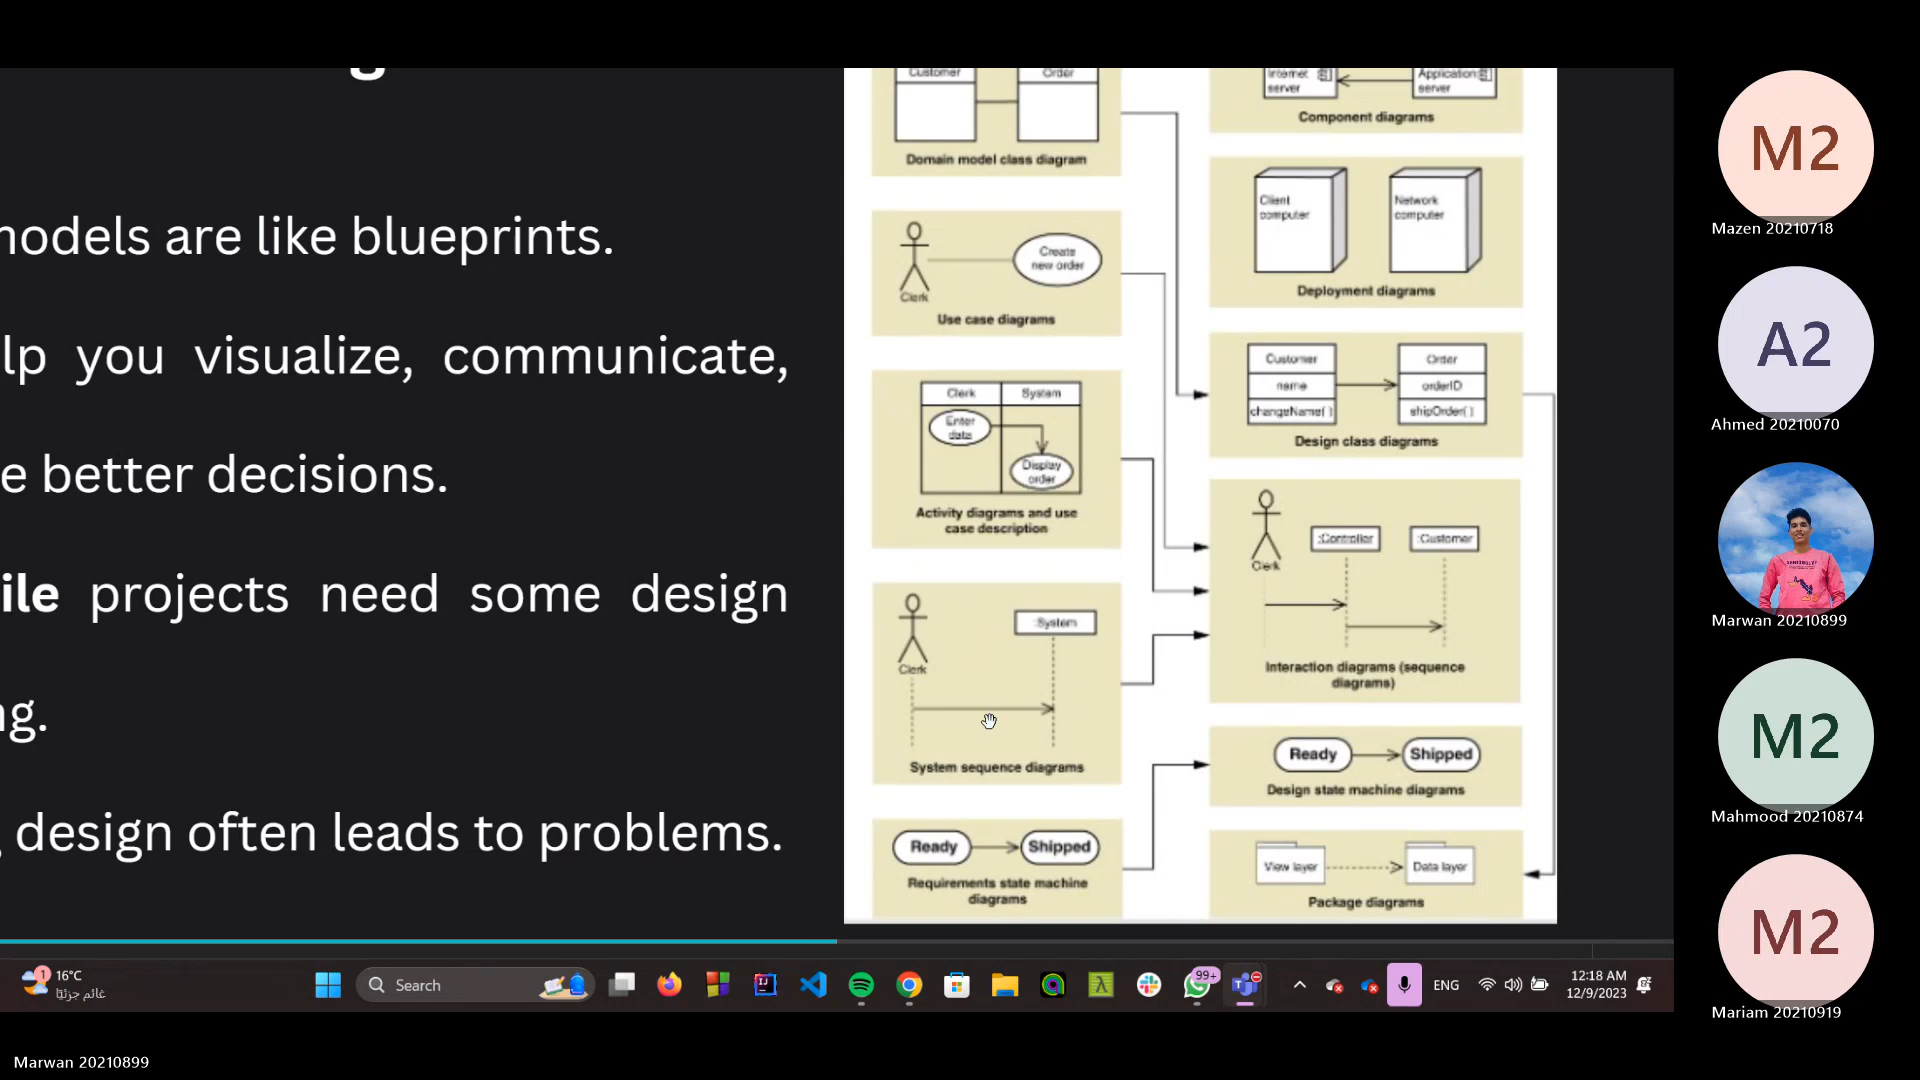 models are like blueprints.
lp you visualize, communicate,
e better decisions.
ile projects need some design
g.
design often leads to problems.
Customer
Order
Domain model class diagram
Clerk
Create
new order
Use case diagrams
Clerk
System
Enter
data
Display
order
Activity diagrams and use
case description
Clerk
:System
System sequence diagrams
Ready
Shipped
Requirements state machine
diagrams
Internet
server
Application
server
Component diagrams
Client
computer
Network
computer
Deployment diagrams
Customer
Order
name
orderID
changeName( )
shipOrder( )
Design class diagrams
Clerk
:Controller
:Customer
Interaction diagrams (sequence
diagrams)
Ready
Shipped
Design state machine diagrams
View layer
Data layer
Package diagrams
M2
Mazen 20210718
A2
Ahmed 20210070
Marwan 20210899
M2
Mahmood 20210874
M2
Mariam 20210919
1
16°C
غائم جزئيًا
Search
99+
ENG
12:18 AM
12/9/2023
Marwan 20210899